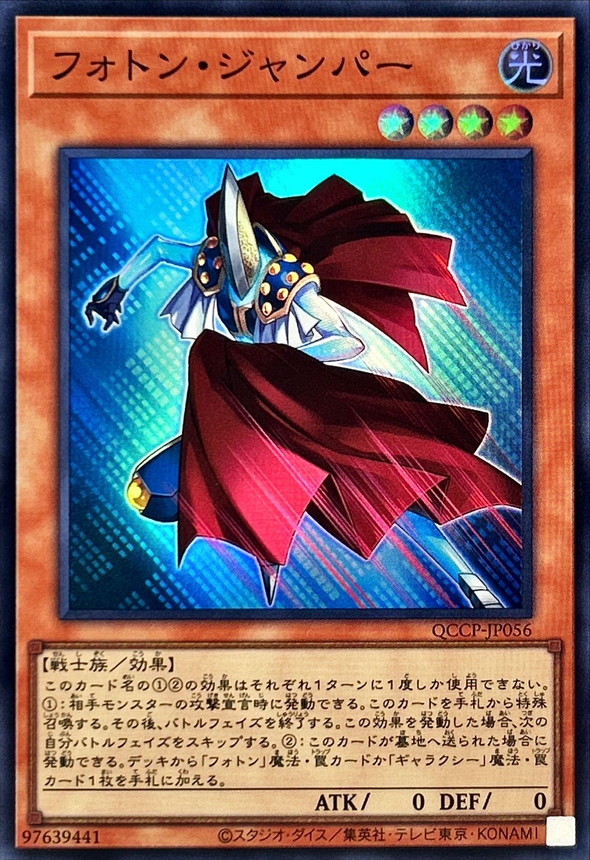 フォトン・ジャンパー
光
QCCP-JP056
【戦士族／効果】
このカード名の①②の効果はそれぞれ１ターンに１度しか使用できない。
①：相手モンスターの攻撃宣言時に発動できる。このカードを手札から特殊
召喚する。その後、バトルフェイズを終了する。この効果を発動した場合、次の
自分バトルフェイズをスキップする。②：このカードが墓地へ送られた場合に
発動できる。デッキから「フォトン」魔法・罠カードか「ギャラクシー」魔法・罠
カード１枚を手札に加える。
ATK/ 0 DEF/ 0
97639441 ©スタジオ・ダイス／集英社・テレビ東京・KONAMI